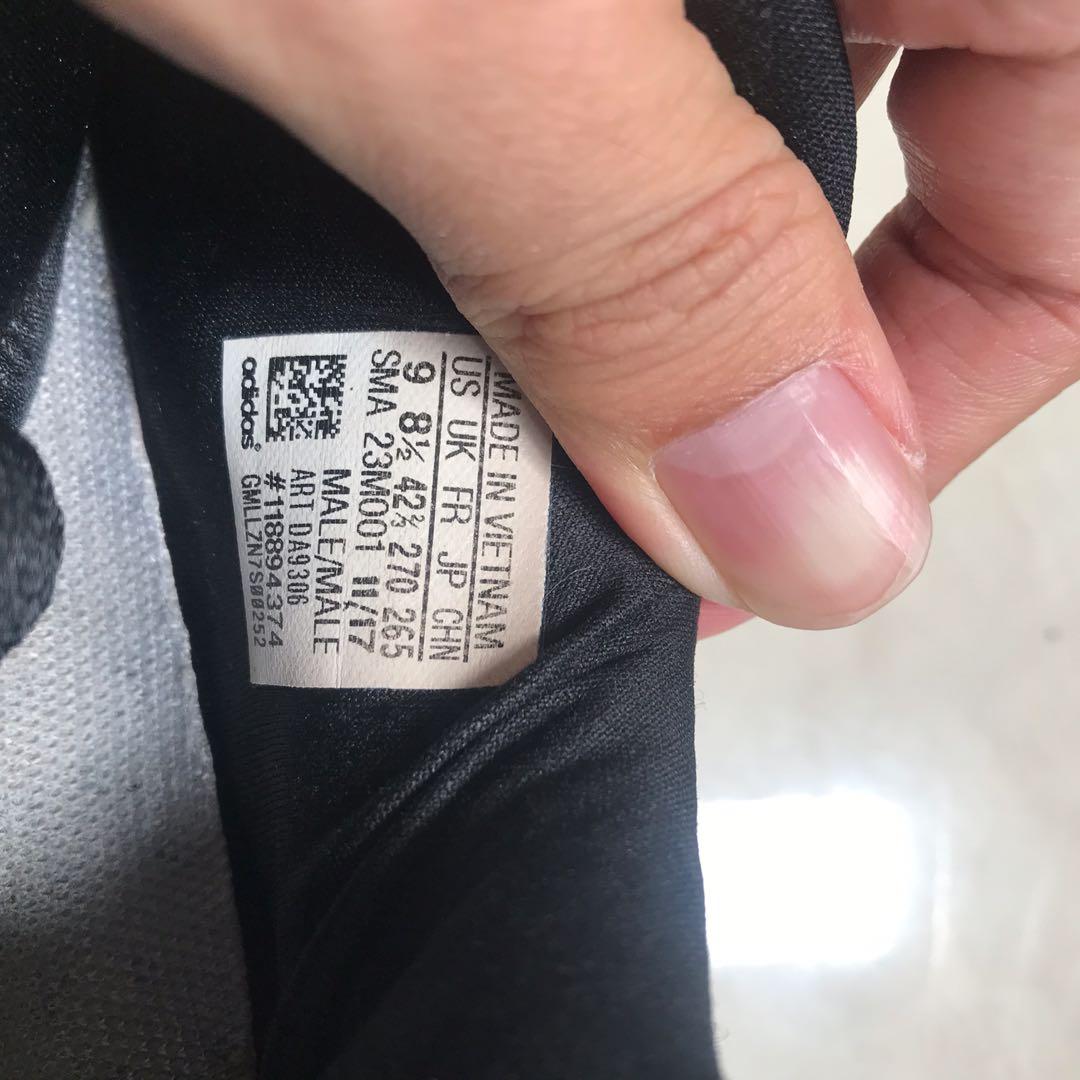 MADE IN VIETNAM
US UK FR JP CHN
9 8½ 42⅔ 270 265
SMA 23M001 11/17
MALE/MALE
ART DA9306
#118894374
GMLLZN7S00252
adidas